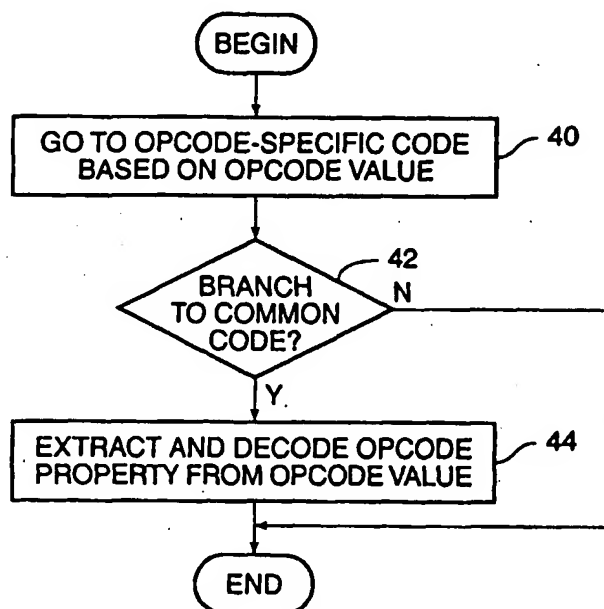 BEGIN
GO TO OPCODE-SPECIFIC CODE
BASED ON OPCODE VALUE
40
42
BRANCH
TO COMMON
CODE?
N
Y
EXTRACT AND DECODE OPCODE
PROPERTY FROM OPCODE VALUE
44
END